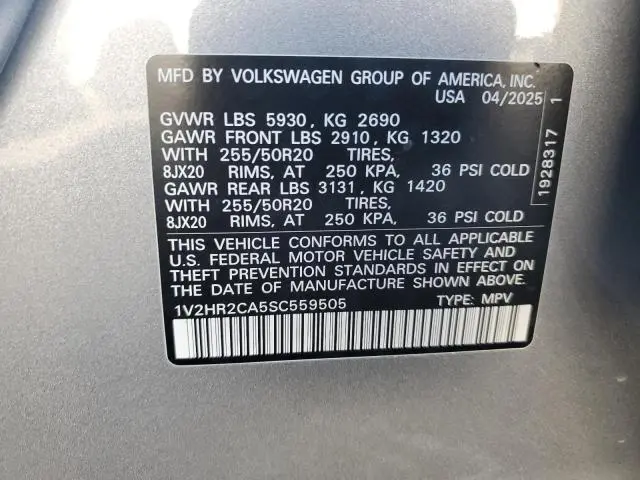 MFD BY VOLKSWAGEN GROUP OF AMERICA, INC.
USA 04/2025
GVWR LBS 5930, KG 2690
GAWR FRONT LBS 2910, KG 1320
WITH 255/50R20 TIRES,
8JX20 RIMS, AT 250 KPA, 36 PSI COLD
GAWR REAR LBS 3131, KG 1420
WITH 255/50R20 TIRES,
8JX20 RIMS, AT 250 KPA, 36 PSI COLD
THIS VEHICLE CONFORMS TO ALL APPLICABLE
U.S. FEDERAL MOTOR VEHICLE SAFETY AND
THEFT PREVENTION STANDARDS IN EFFECT ON
THE DATE OF MANUFACTURE SHOWN ABOVE.
1V2HR2CA5SC559505 TYPE: MPV
1928317 1